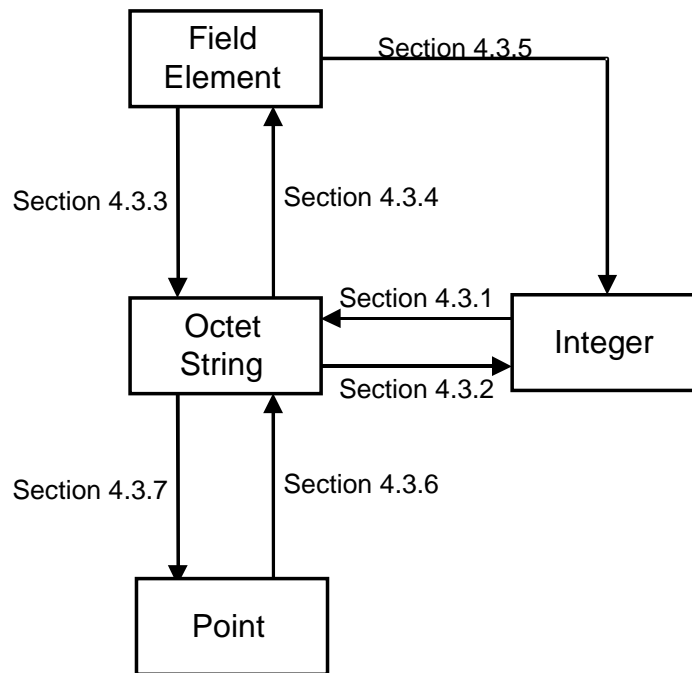 Field
Element
Section 4.3.5
Section 4.3.3
Section 4.3.4
Section 4.3.1
Octet
String
Integer
Section 4.3.2
Section 4.3.7
Section 4.3.6
Point